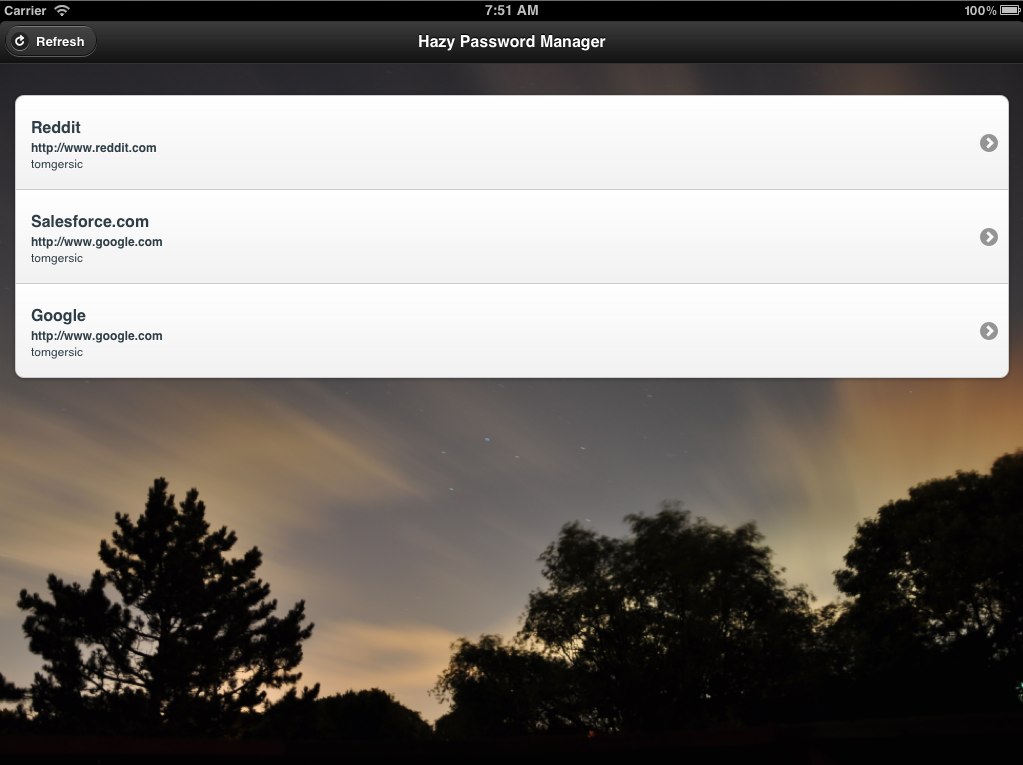 Carrier 7:51 AM 100%
Refresh Hazy Password Manager
Reddit
http://www.reddit.com
tomgersic
Salesforce.com
http://www.google.com
tomgersic
Google
http://www.google.com
tomgersic